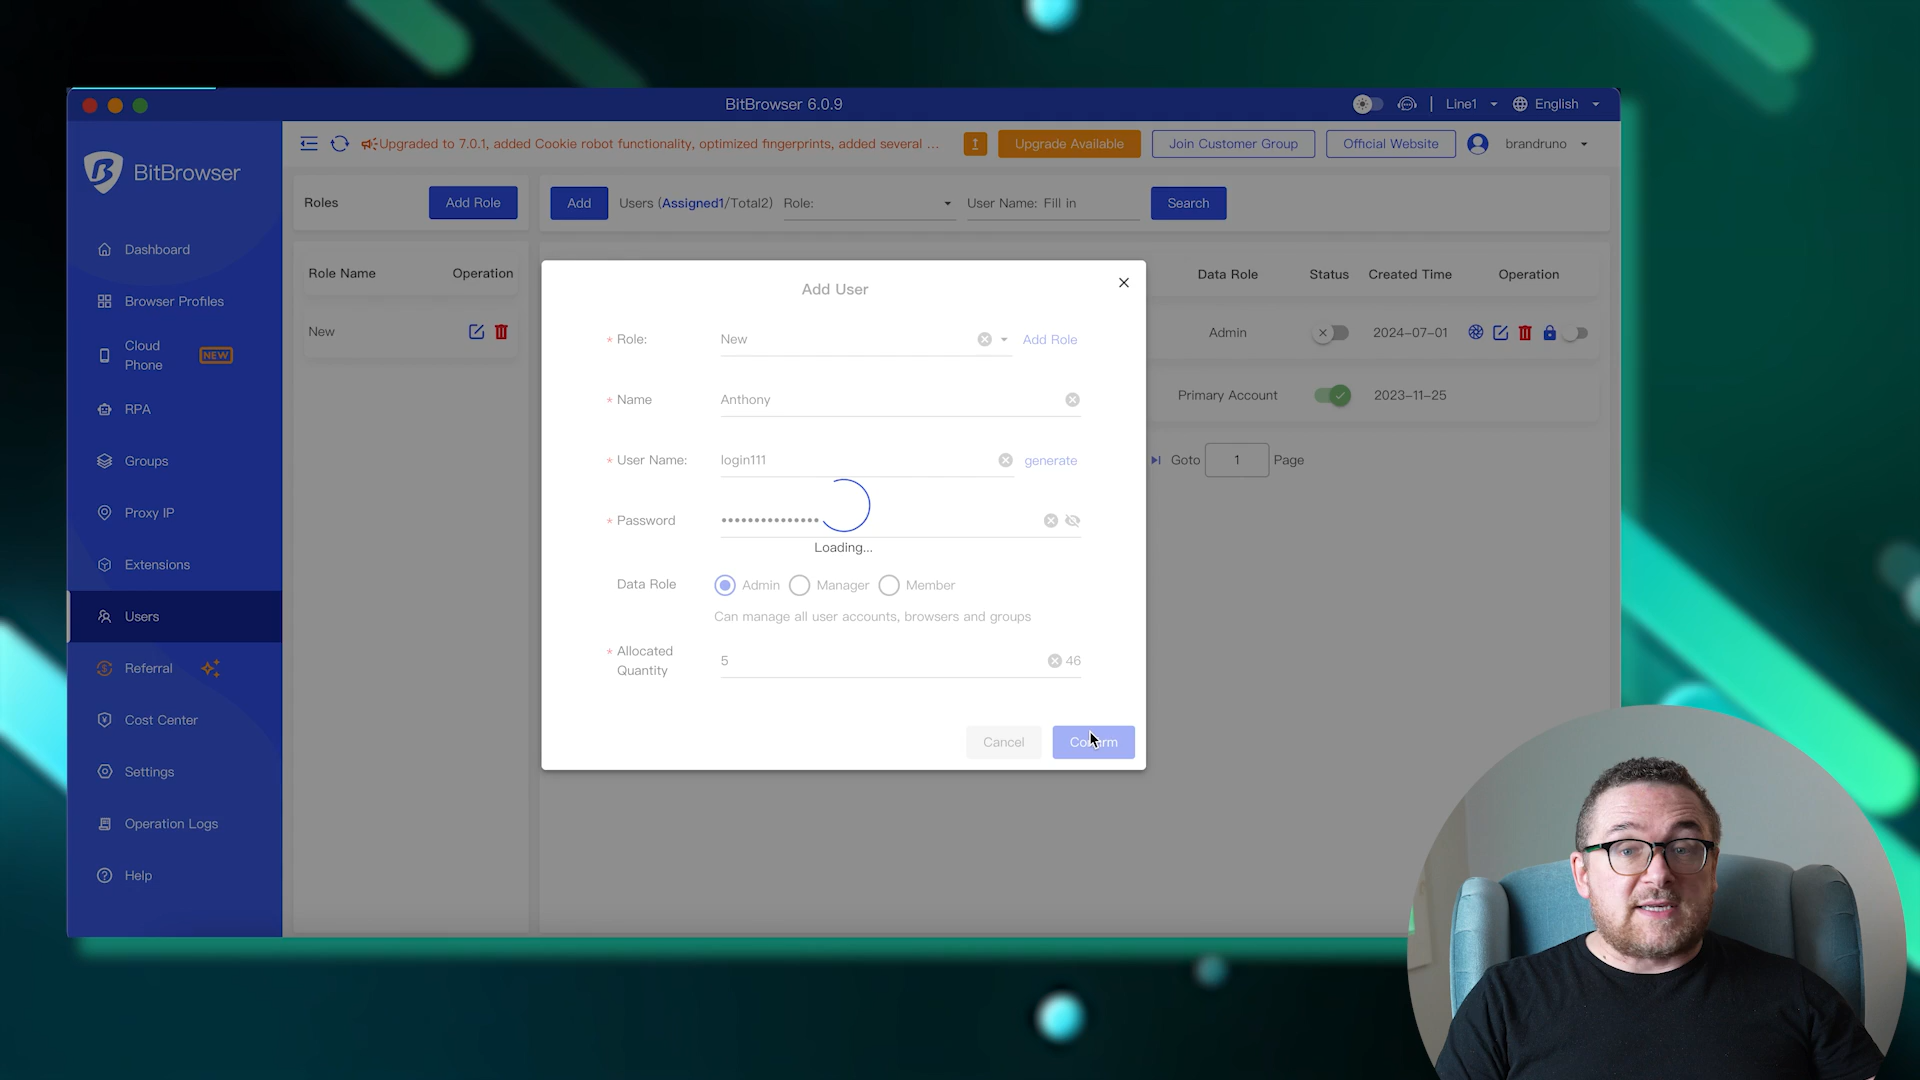 BitBrowser 6.0.9
Line1
English
BitBrowser
Upgraded to 7.0.1, added Cookie robot functionality, optimized fingerprints, added several ...
Upgrade Available
Join Customer Group
Official Website
brandruno
Roles
Add Role
Add
Users (Assigned1/Total2)
Role:
User Name: Fill in
Search
Dashboard
Browser Profiles
Cloud Phone
NEW
RPA
Groups
Proxy IP
Extensions
Users
Referral
Cost Center
Settings
Operation Logs
Help
Role Name
Operation
New
Data Role
Status
Created Time
Operation
Admin
2024-07-01
Primary Account
2023-11-25
Goto
1
Page
Add User
* Role:
New
Add Role
* Name
Anthony
* User Name:
login111
generate
* Password
Loading...
Data Role
Admin
Manager
Member
Can manage all user accounts, browsers and groups
* Allocated
Quantity
5
46
Cancel